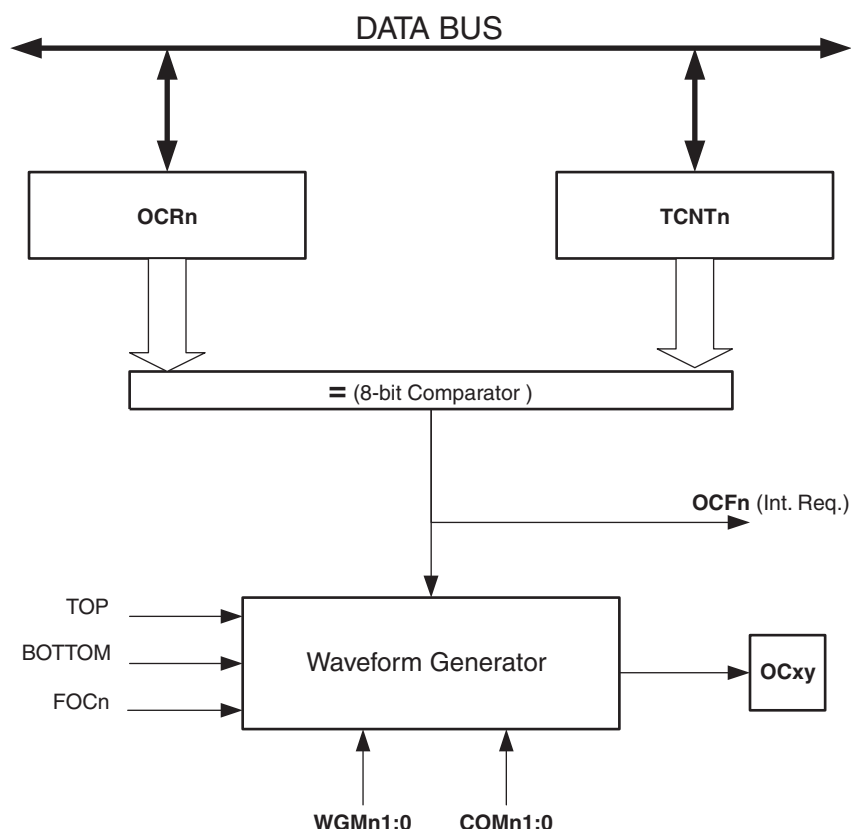 DATA BUS
OCRn
TCNTn
= (8-bit Comparator )
OCFn (Int. Req.)
TOP
BOTTOM
FOCn
Waveform Generator
OCxy
WGMn1:0
COMn1:0